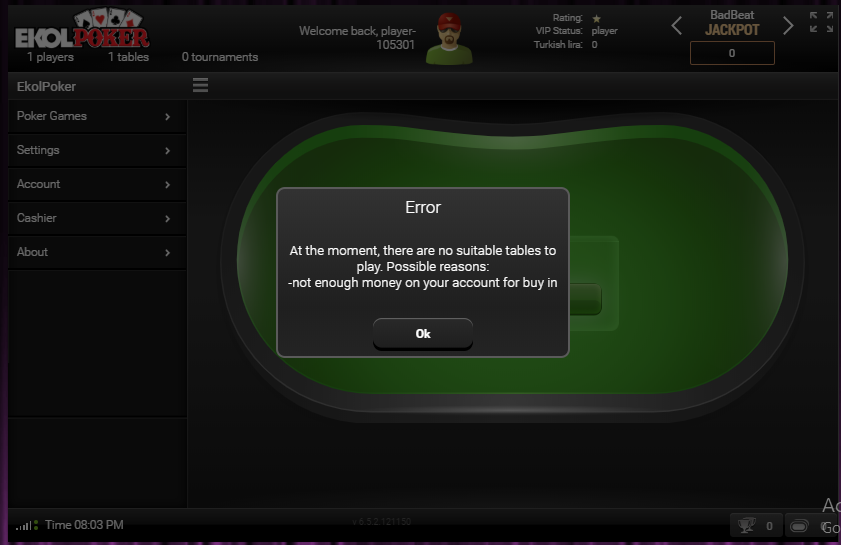 EKOLPOKER
1 players
1 tables
0 tournaments
Welcome back, player-
105301
Rating:
VIP Status: player
Turkish lira: 0
BadBeat
JACKPOT
0
EkolPoker
Poker Games
Settings
Account
Cashier
About
Error
At the moment, there are no suitable tables to
play. Possible reasons:
-not enough money on your account for buy in
Ok
Time 08:03 PM
v 6.5.2.121150
0
Ac
Go